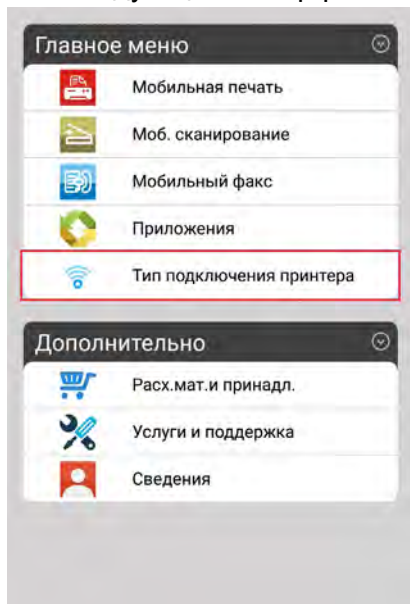 Главное меню
Мобильная печать
Моб. сканирование
Мобильный факс
Приложения
Тип подключения принтера
Дополнительно
Расх.мат.и принадл.
Услуги и поддержка
Сведения